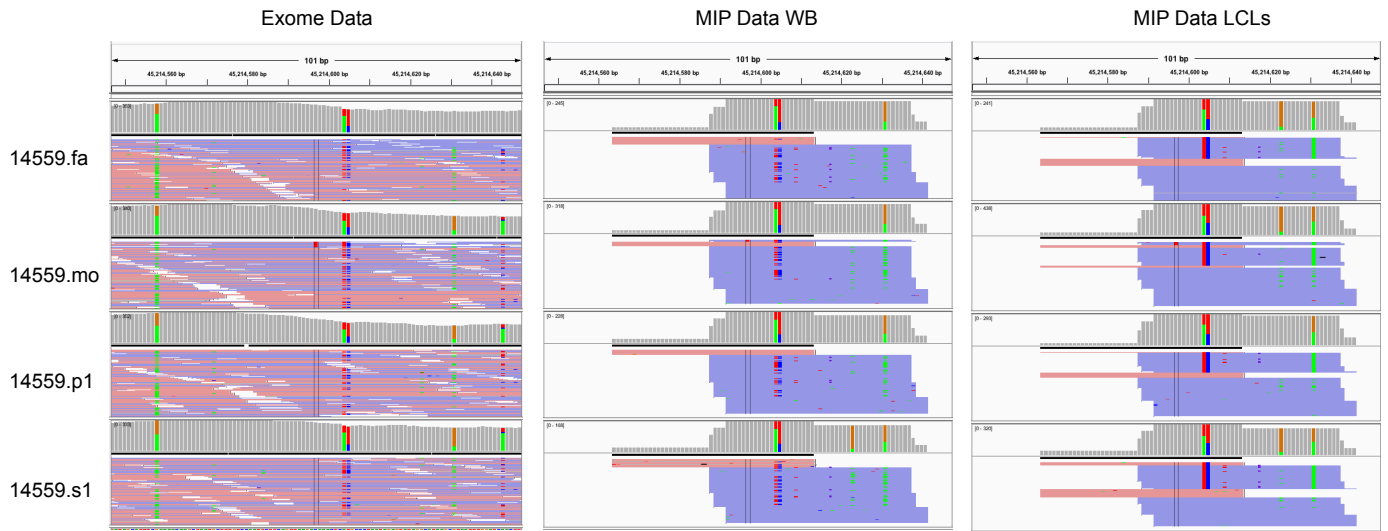 Exome Data
MIP Data WB
MIP Data LCLs
101 bp
101 bp
101 bp
45,214,560 bp 45,214,580 bp 45,214,600 bp 45,214,620 bp 45,214,640 bp
45,214,560 bp 45,214,580 bp 45,214,600 bp 45,214,620 bp 45,214,640 bp
45,214,560 bp 45,214,580 bp 45,214,600 bp 45,214,620 bp 45,214,640 bp
14559.fa
[0 - 245]
[0 - 241]
14559.mo
[0 - 318]
[0 - 438]
14559.p1
[0 - 228]
[0 - 293]
14559.s1
[0 - 168]
[0 - 320]